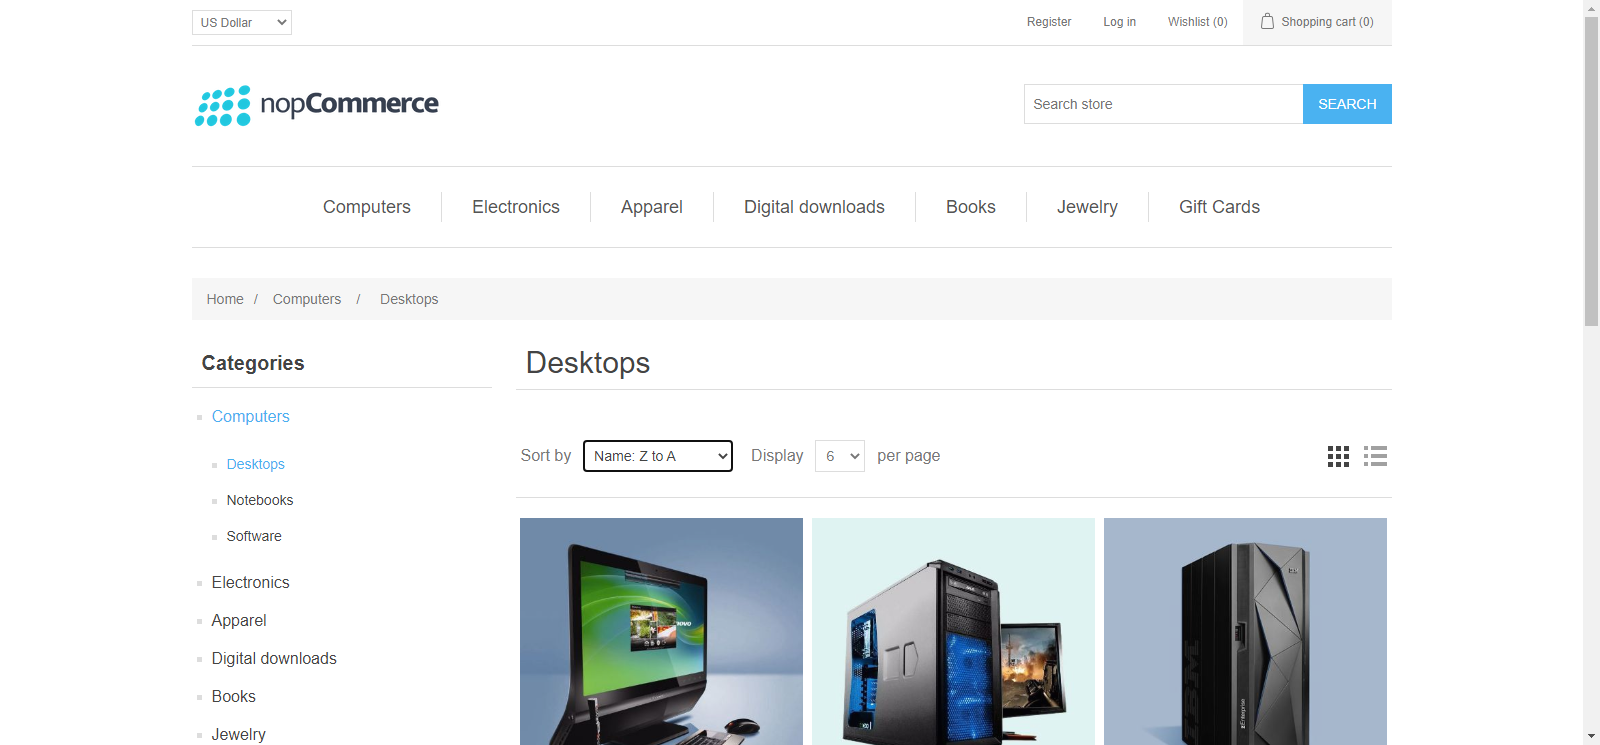 US Dollar
Register
Log in
Wishlist (0)
Shopping cart (0)
nopCommerce
Search store
SEARCH
Computers
Electronics
Apparel
Digital downloads
Books
Jewelry
Gift Cards
Home / Computers / Desktops
Categories
Computers
Desktops
Notebooks
Software
Electronics
Apparel
Digital downloads
Books
Jewelry
Desktops
Sort by Name: Z to A Display 6 per page
IBM
zEnterprise